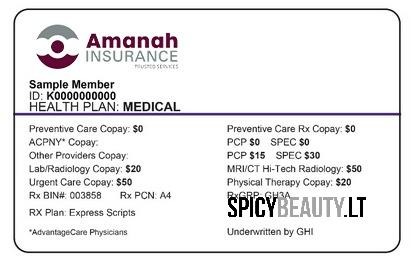 Amanah
INSURANCE
TRUSTED SERVICES
Sample Member
ID: K0000000000
HEALTH PLAN: MEDICAL
Preventive Care Copay: $0
ACPNY* Copay:
Other Providers Copay:
Lab/Radiology Copay: $20
Urgent Care Copay: $50
Rx BIN#: 003858 Rx PCN: A4
RX Plan: Express Scripts
*AdvantageCare Physicians
Preventive Care Rx Copay: $0
PCP $0 SPEC $0
PCP $15 SPEC $30
MRI/CT Hi-Tech Radiology: $50
Physical Therapy Copay: $20
RxGRP: GH3A
SPICYBEAUTY.LT
Underwritten by GHI